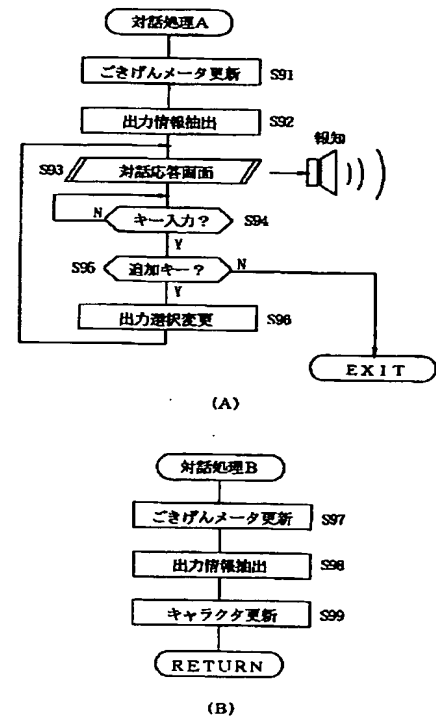 対話処理A
ごきげんメータ更新 S91
出力情報抽出 S92
報知
S93 対話応答画面
N キー入力? S94
Y
S95 追加キー? N
Y
出力選択変更 S96
EXIT
(A)
対話処理B
ごきげんメータ更新 S97
出力情報抽出 S98
キャラクタ更新 S99
RETURN
(B)